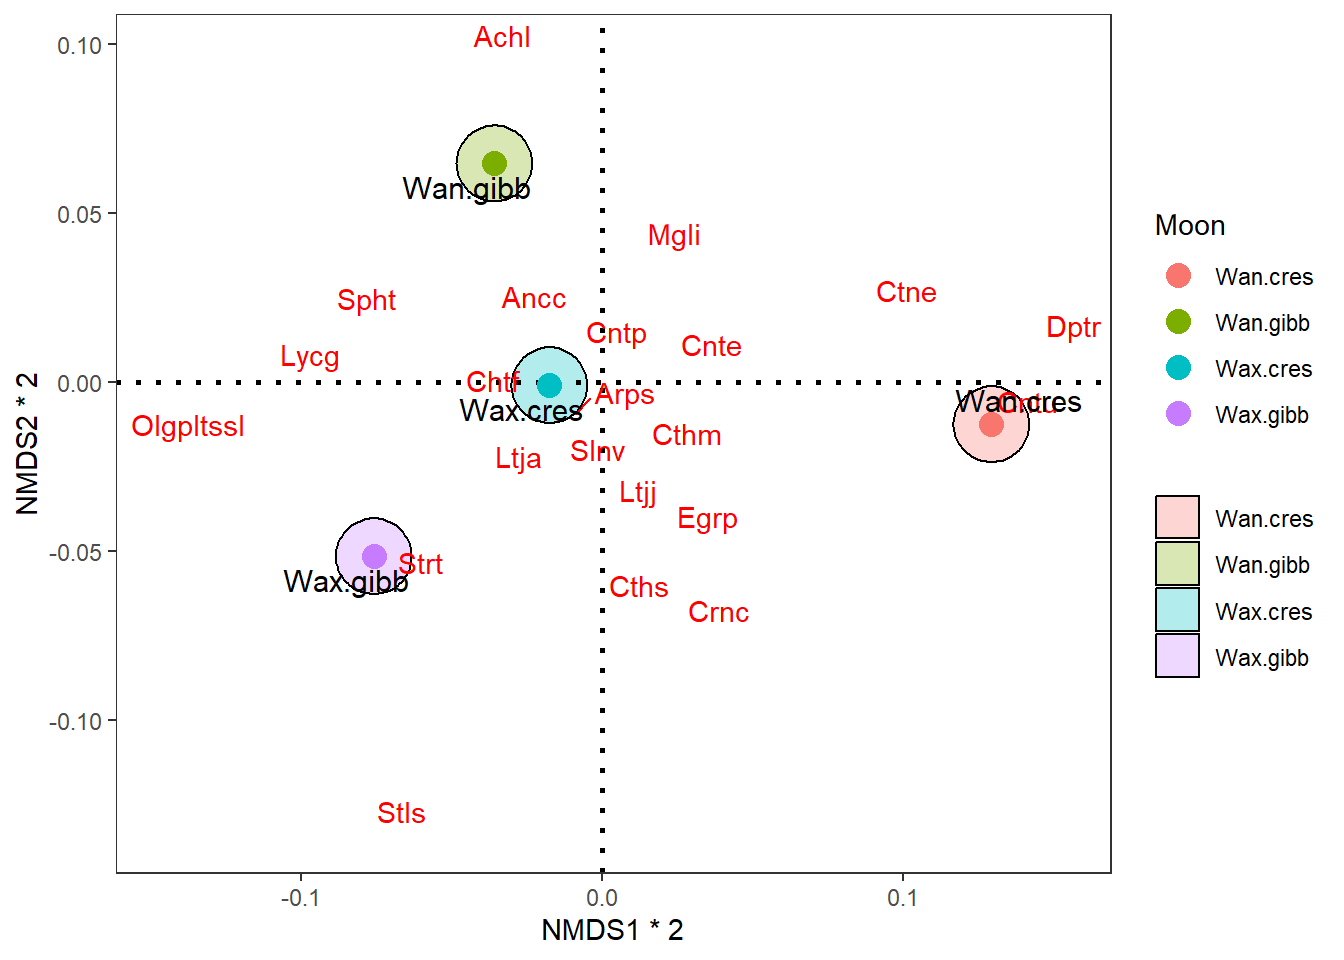 Achl
0.10
Wan.gibb
0.05
Mgli
Moon
Wan.cres
Spht
Ancc
Ctne
Cntp
Dptr
Wan.gibb
Lycg
Cnte
0.00
Chtf
Wax.cres
Arps
Wan.cres
Wax.cres
Olgpltssl
Cthm
Wax.gibb
NMDS2 * 2
Ltja
Slnv
Ltjj
Egrp
Wan.cres
-0.05
Strt
Wan.gibb
Wax.gibb
Cths
Crnc
Wax.cres
Wax.gibb
-0.10
Stls
-0.1
0.0
0.1
NMDS1 * 2